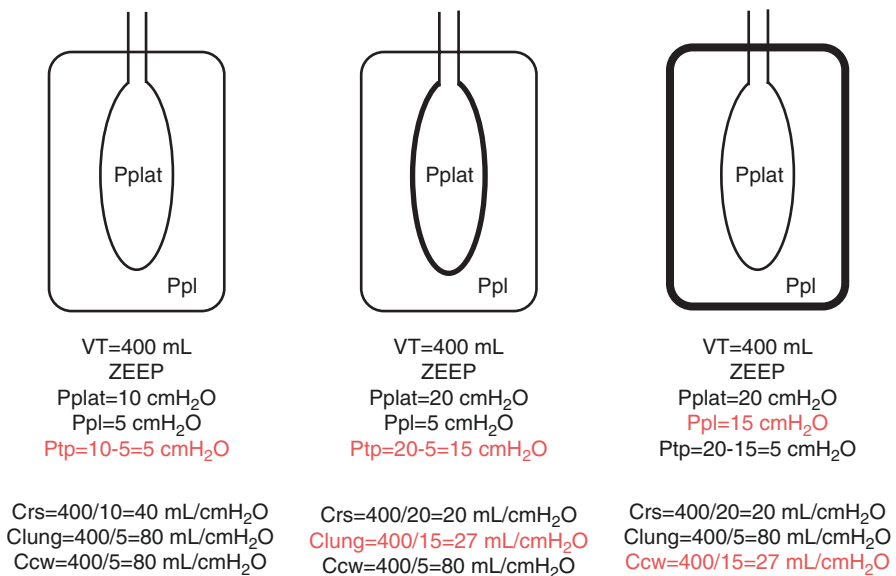 Pplat
Ppl
VT=400 mL
ZEEP
Pplat=10 cmH₂O
Ppl=5 cmH₂O
Ptp=10-5=5 cmH₂O
Crs=400/10=40 mL/cmH₂O
Clung=400/5=80 mL/cmH₂O
Ccw=400/5=80 mL/cmH₂O
Pplat
Ppl
VT=400 mL
ZEEP
Pplat=20 cmH₂O
Ppl=5 cmH₂O
Ptp=20-5=15 cmH₂O
Crs=400/20=20 mL/cmH₂O
Clung=400/15=27 mL/cmH₂O
Ccw=400/5=80 mL/cmH₂O
Pplat
Ppl
VT=400 mL
ZEEP
Pplat=20 cmH₂O
Ppl=15 cmH₂O
Ptp=20-15=5 cmH₂O
Crs=400/20=20 mL/cmH₂O
Clung=400/5=80 mL/cmH₂O
Ccw=400/15=27 mL/cmH₂O